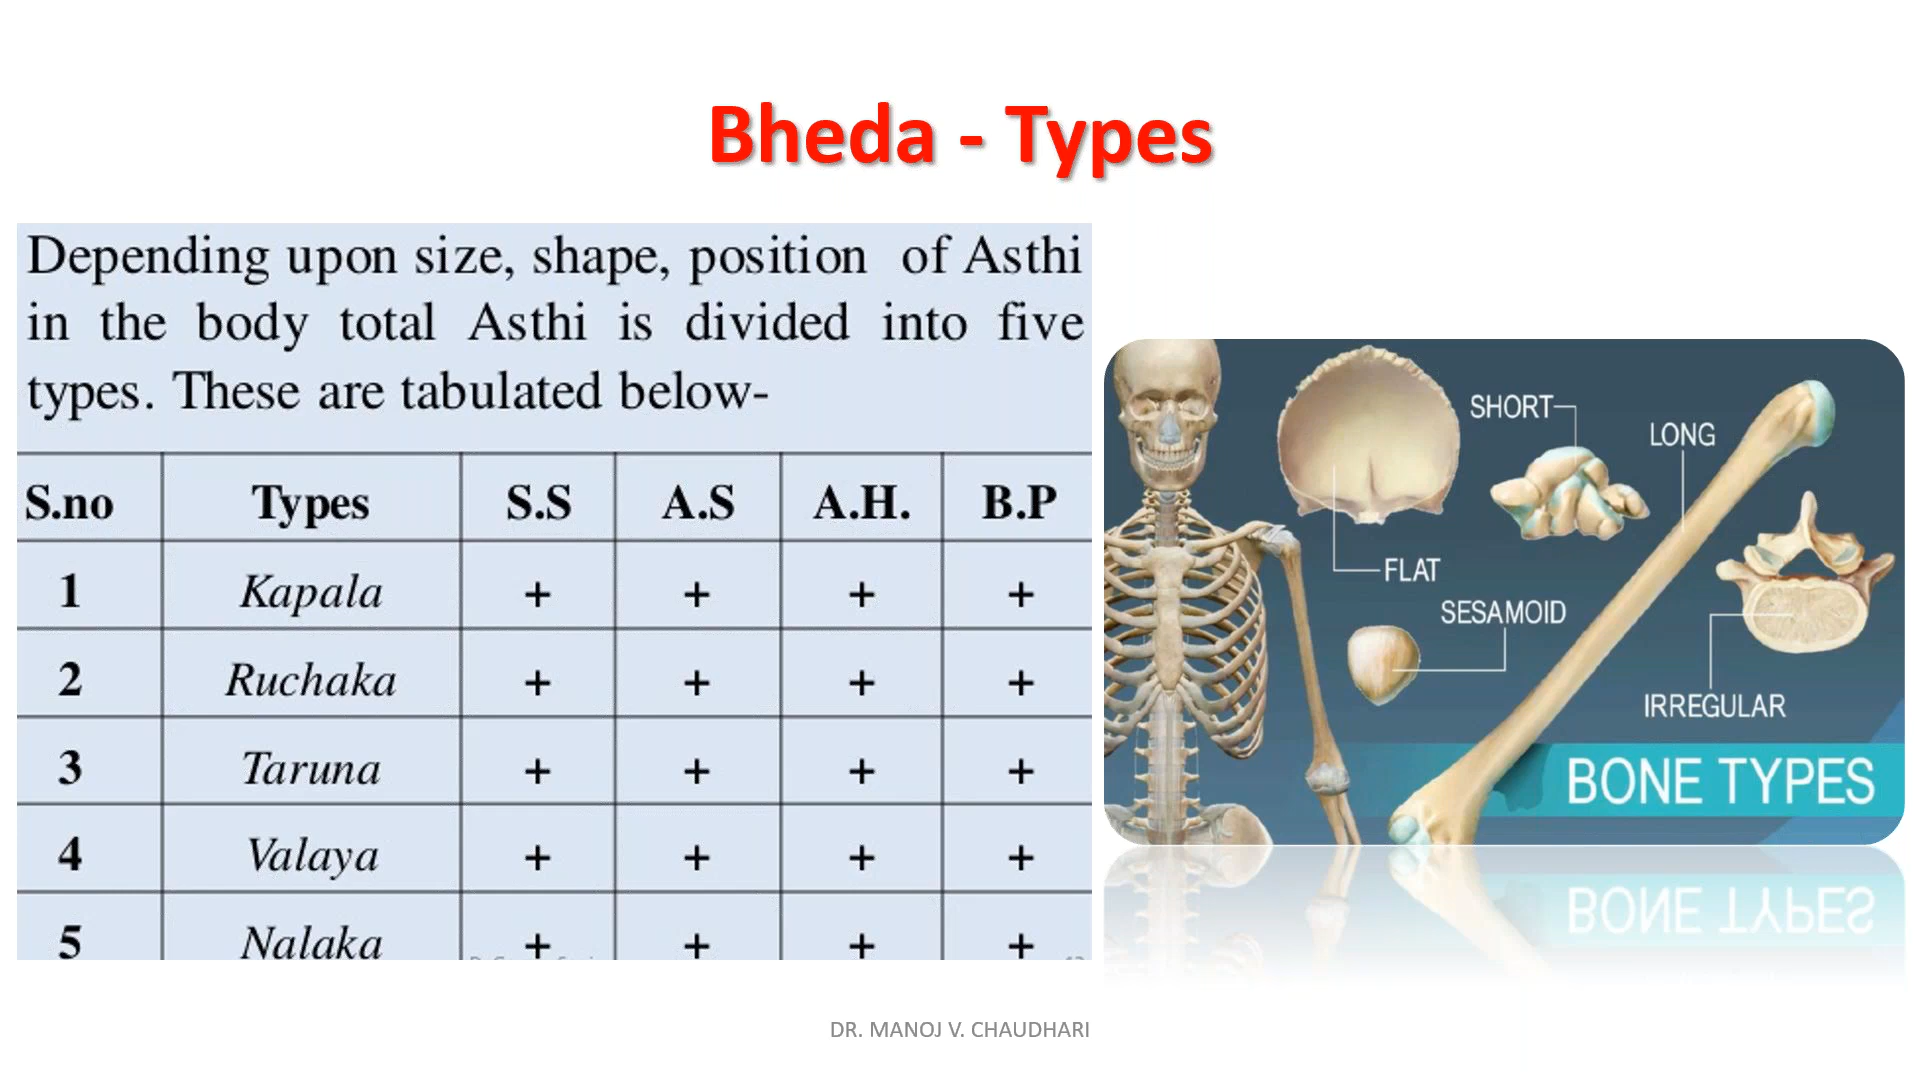 Bheda - Types
Depending upon size, shape, position of Asthi
in the body total Asthi is divided into five
types. These are tabulated below-
S.no Types S.S A.S A.H. B.P
1 Kapala + + + +
2 Ruchaka + + + +
3 Taruna + + + +
4 Valaya + + + +
5 Nalaka + + + +
SHORT
LONG
FLAT
SESAMOID
IRREGULAR
BONE TYPES
DR. MANOJ V. CHAUDHARI